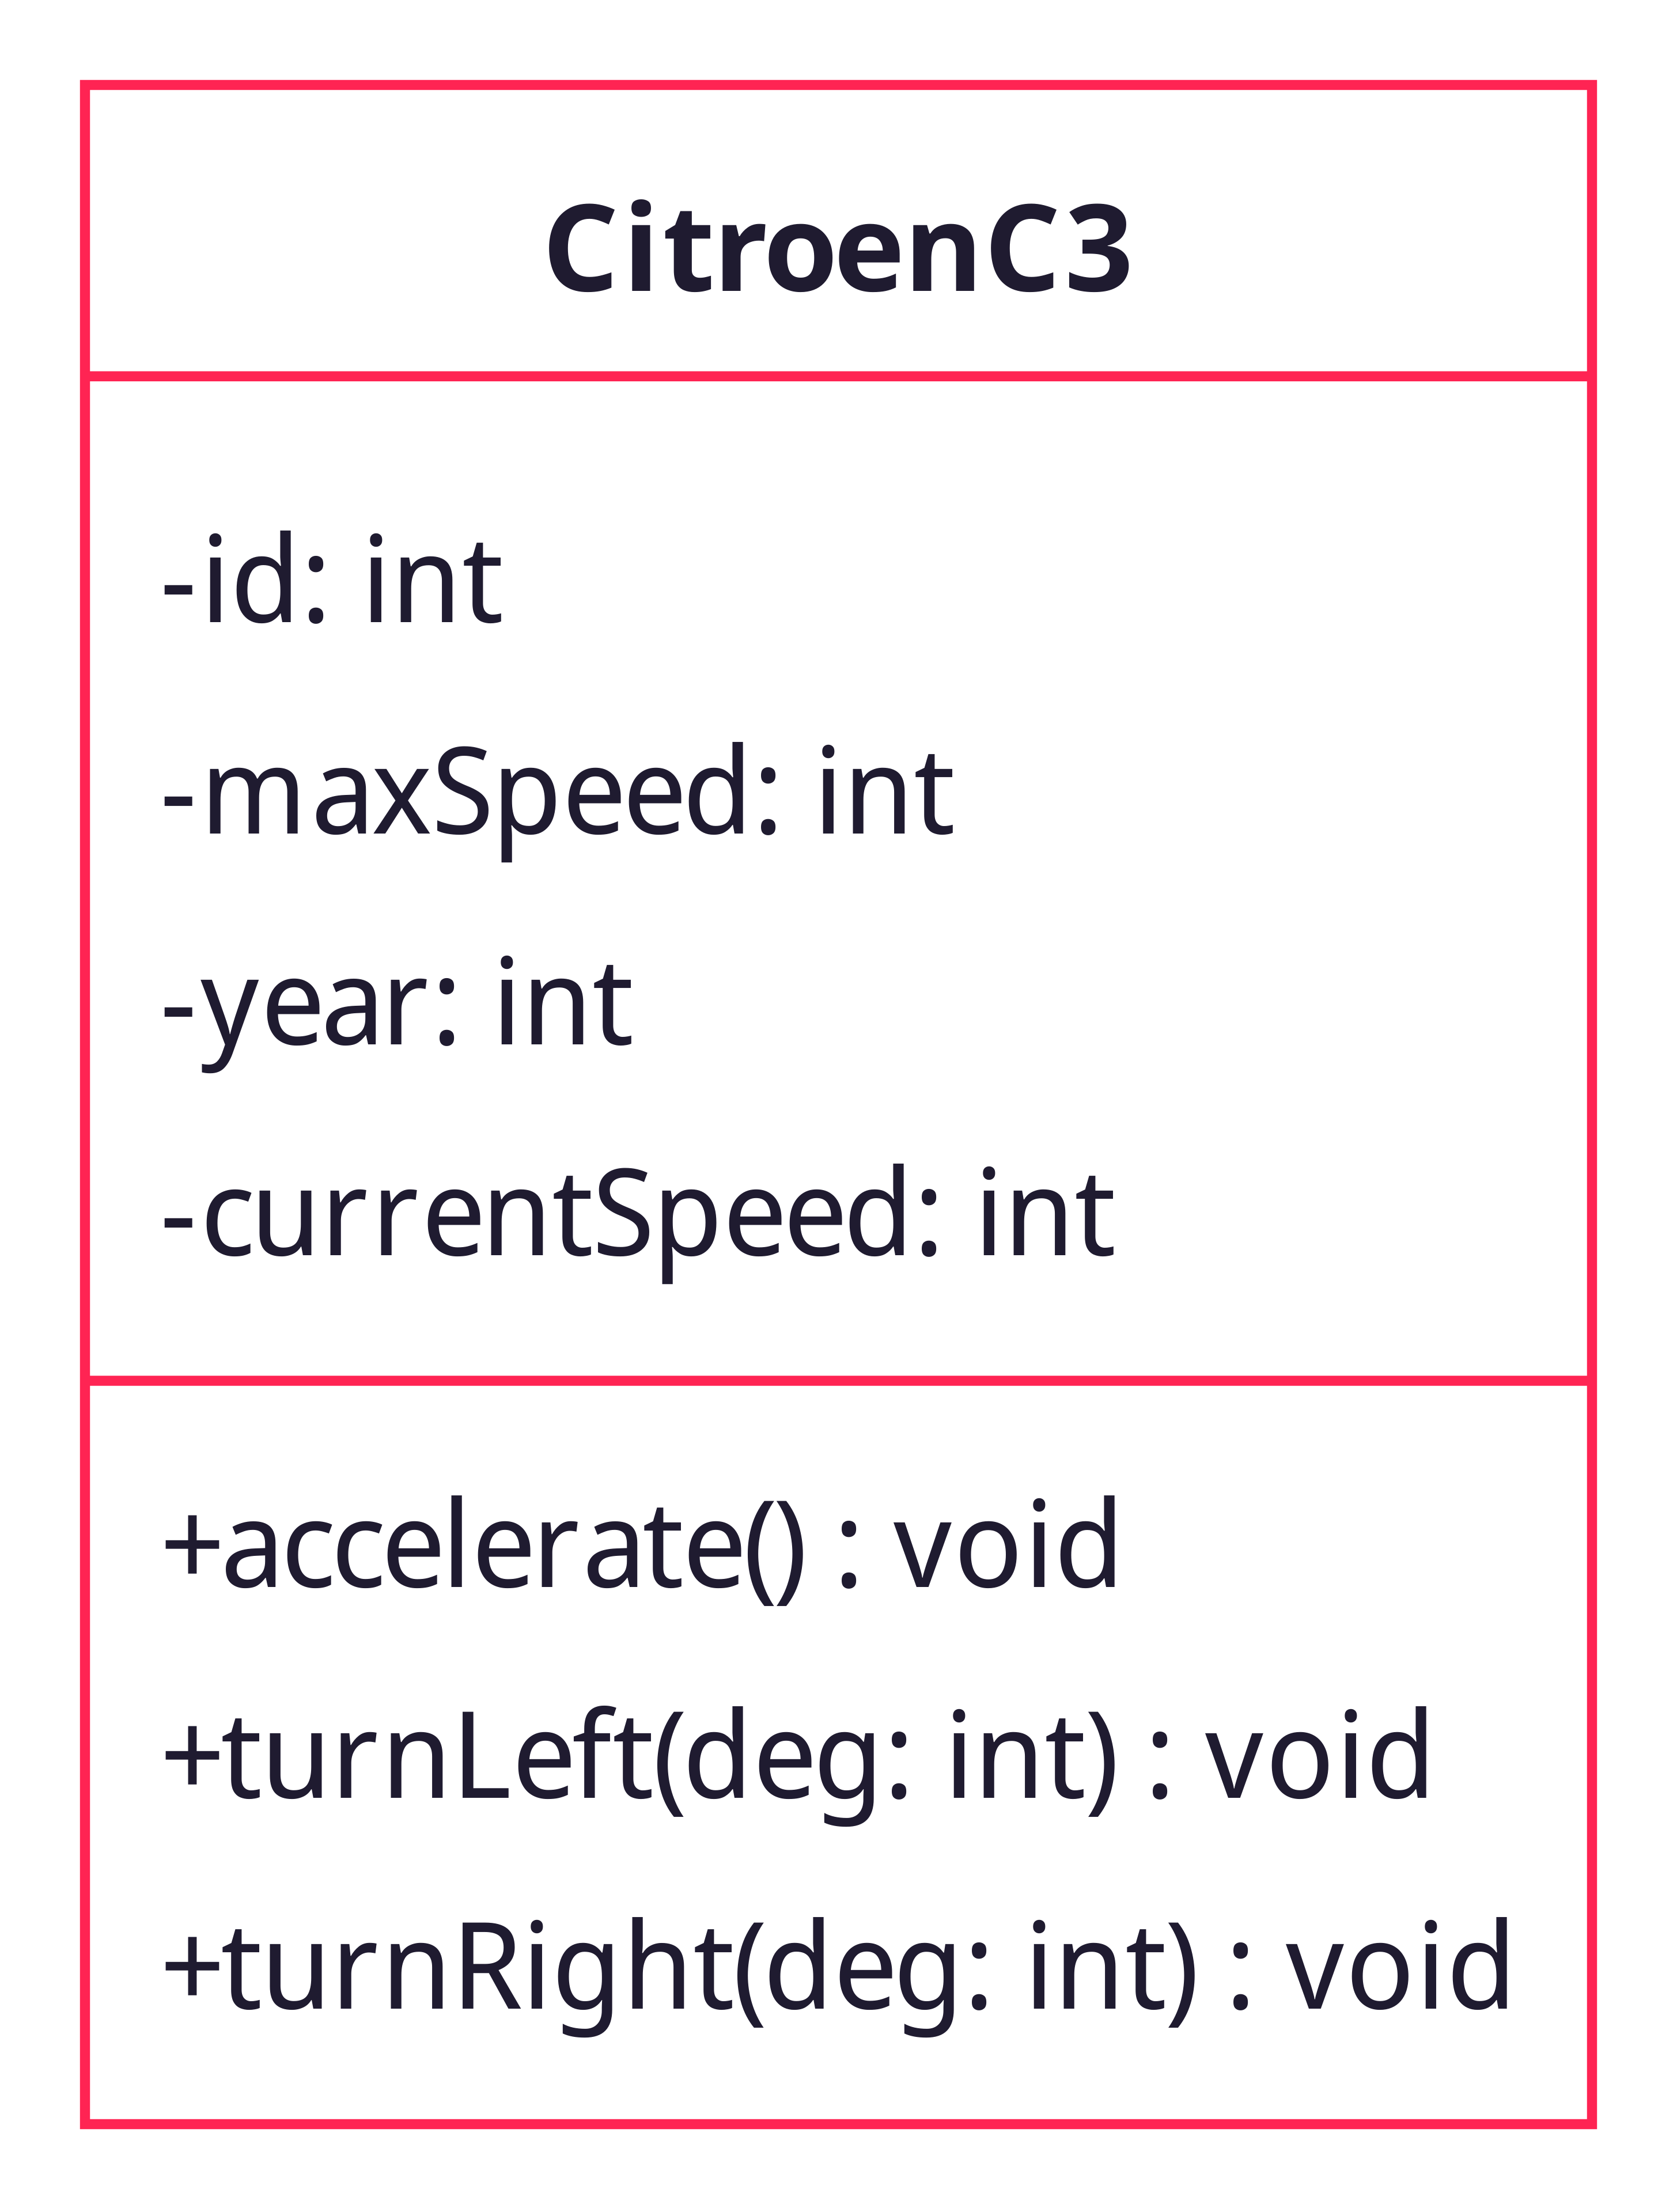 CitroenC3
-id: int
-maxSpeed: int
-year: int
-currentSpeed: int
+accelerate() : void
+turnLeft(deg: int) : void
+turnRight(deg: int) : void